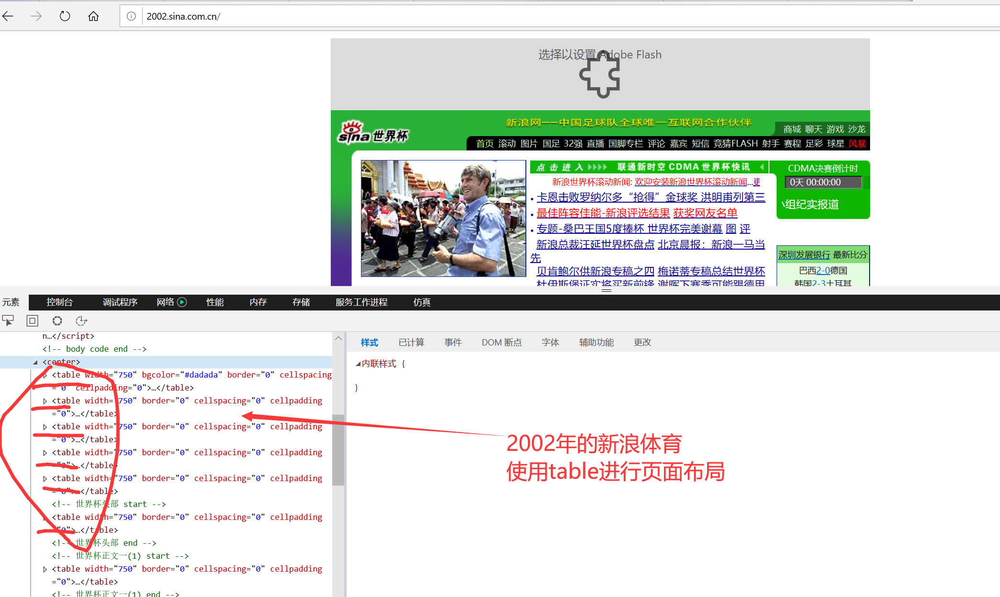 2002.sina.com.cn/
选择以设置 Adobe Flash
新浪网——中国足球队全球唯一互联网合作伙伴
商城 聊天 游戏 沙龙
sina 世界杯
首页 滚动 图片 国足 32强 直播 国脚专栏 评论 嘉宾 短信 竞猜FLASH 射手 赛程 足彩 球星 风暴
点击进入 联通新时空 CDMA 世界杯快讯
CDMA决赛倒计时
0天 00:00:00
组纪实报道
新浪世界杯滚动新闻: 欢迎安装新浪世界杯滚动新闻...更
• 卡恩击败罗纳尔多“抢得”金球奖 洪明甫列第三
• 最佳阵容佳能-新浪评选结果 获奖网友名单
• 专题-桑巴王国5度捧杯 世界杯完美谢幕 图 评
新浪总裁汪延世界杯盘点 北京晨报：新浪一马当
先
贝肯鲍尔供新浪专稿之四 梅诺蒂专稿总结世界杯
杜伊斯堡证实将买新前锋 谢晖下赛季可能踢德甲
深圳发展银行 最新比分
巴西2-0德国
韩国2-3土耳其
元素 控制台 调试程序 网络 性能 内存 存储 服务工作进程 仿真
n…</script>
<!-- body code end -->
<center>
<table width="750" bgcolor="#dadada" border="0" cellspacing
="0" cellpadding="0">…</table>
<table width="750" border="0" cellspacing="0" cellpadding
="0">…</table>
<table width="750" border="0" cellspacing="0" cellpadding
="0">…</table>
<table width="750" border="0" cellspacing="0" cellpadding
="0">…</table>
<table width="750" border="0" cellspacing="0" cellpadding
="0">…</table>
<!-- 世界杯头部 start -->
<table width="750" border="0" cellspacing="0" cellpadding
="0">…</table>
<!-- 世界杯头部 end -->
<!-- 世界杯正文一(1) start -->
<table width="750" border="0" cellspacing="0" cellpadding
="0">…</table>
<!-- 世界杯正文一(1) end -->
样式 已计算 事件 DOM 断点 字体 辅助功能 更改
内联样式 {
}
2002年的新浪体育
使用table进行页面布局